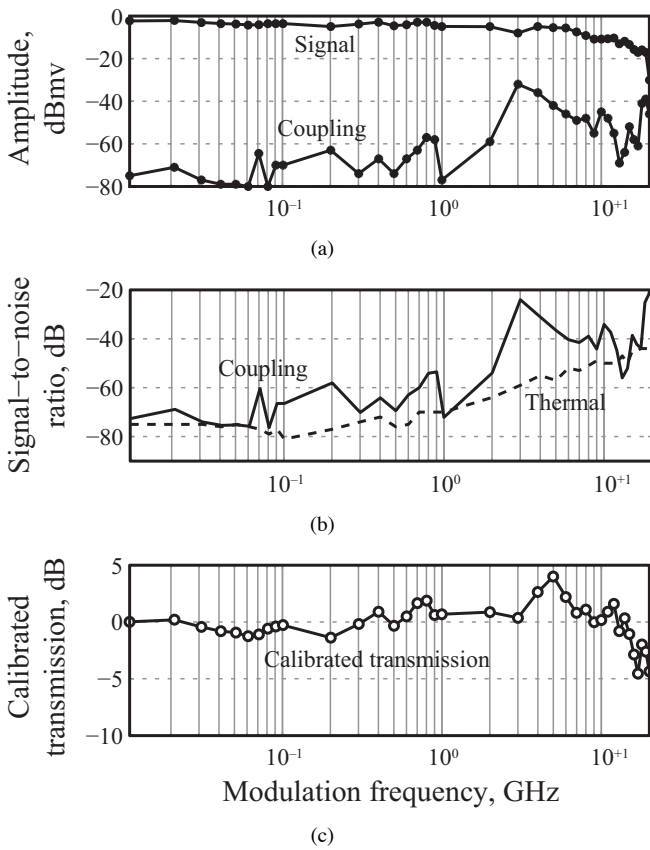 Amplitude,
dBmv
0
−20
−40
−60
−80
Signal
Coupling
10⁻¹
10⁰
10⁺¹
(a)
Signal−to−noise
ratio, dB
−20
−40
−60
−80
Coupling
Thermal
10⁻¹
10⁰
10⁺¹
(b)
Calibrated
transmission, dB
5
0
−5
−10
Calibrated transmission
10⁻¹
10⁰
10⁺¹
Modulation frequency, GHz
(c)